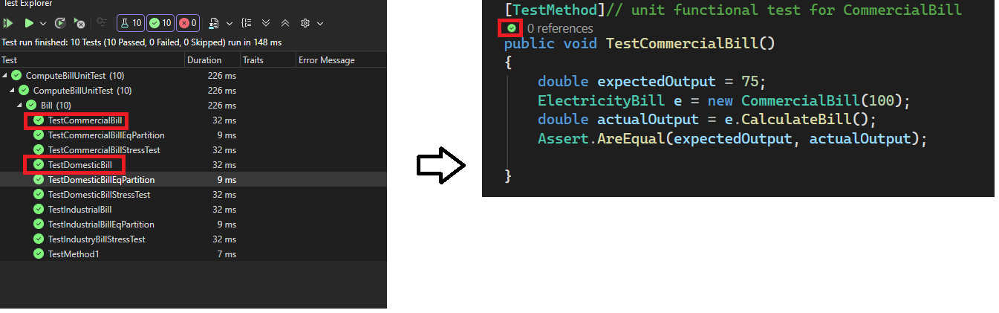 Test Explorer
10 10 0
Test run finished: 10 Tests (10 Passed, 0 Failed, 0 Skipped) run in 148 ms
Test Duration Traits Error Message
ComputeBillUnitTest (10) 226 ms
ComputeBillUnitTest (10) 226 ms
Bill (10) 226 ms
TestCommercialBill 32 ms
TestCommercialBillEqPartition 9 ms
TestCommercialBillStressTest 32 ms
TestDomesticBill 32 ms
TestDomesticBillEqPartition 9 ms
TestDomesticBillStressTest 32 ms
TestIndustrialBill 32 ms
TestIndustrialBillEqPartition 9 ms
TestIndustryBillStressTest 32 ms
TestMethod1 7 ms
[TestMethod]// unit functional test for CommercialBill
0 references
public void TestCommercialBill()
{
double expectedOutput = 75;
ElectricityBill e = new CommercialBill(100);
double actualOutput = e.CalculateBill();
Assert.AreEqual(expectedOutput, actualOutput);
}